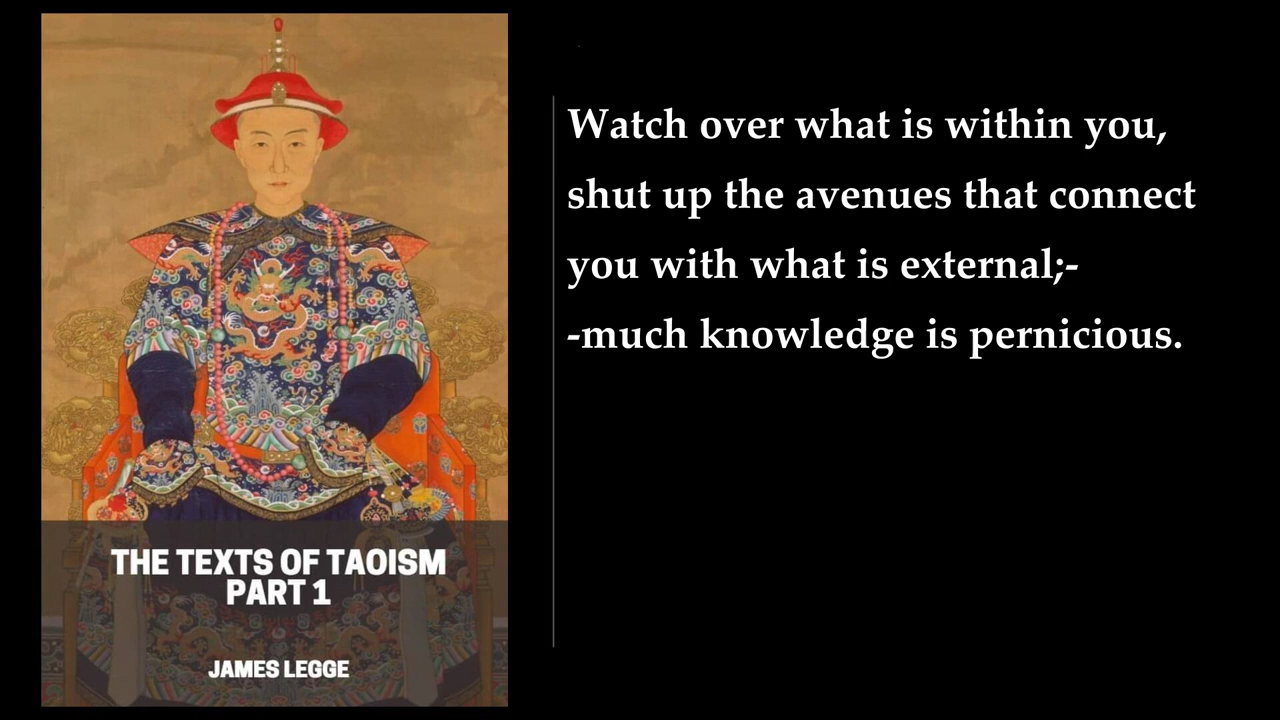 Watch over what is within you,
shut up the avenues that connect
you with what is external;-
-much knowledge is pernicious.
THE TEXTS OF TAOISM
PART 1
JAMES LEGGE